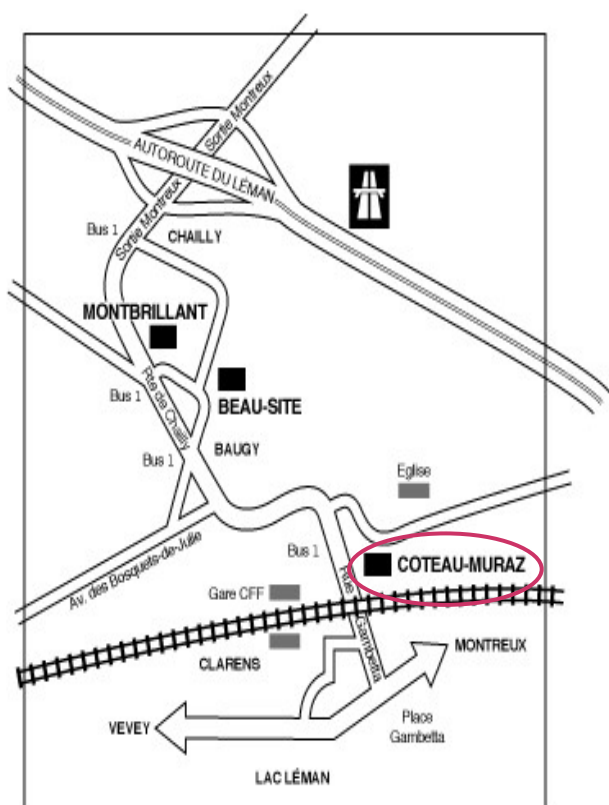 Sortie Montreux
AUTOROUTE DU LÉMAN
Sortie Montreux
Bus 1
CHAILLY
MONTBRILLANT
Bus 1
Rte de Chailly
BEAU-SITE
BAUGY
Bus 1
Eglise
Av. des Bosquets-de-Julie
Bus 1
COTEAU-MURAZ
Gare CFF
Rue Gambetta
CLARENS
MONTREUX
VEVEY
Place
Gambetta
LAC LÉMAN